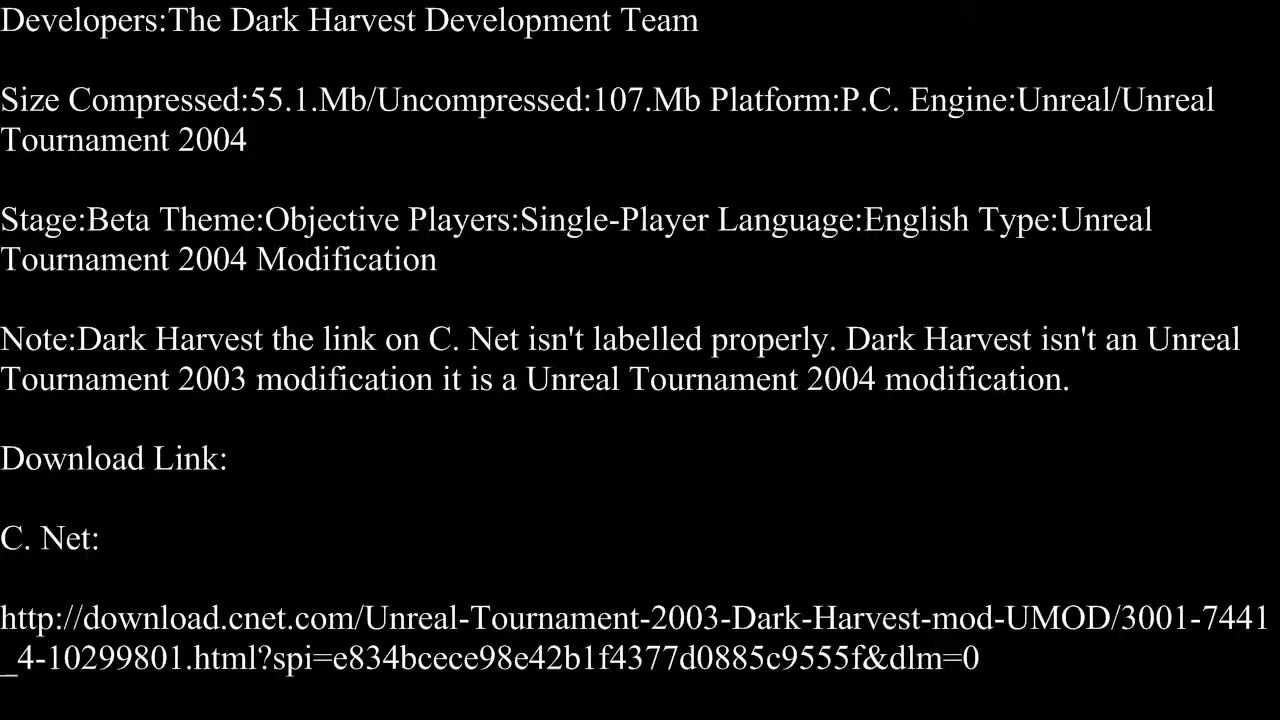 Developers:The Dark Harvest Development Team
Size Compressed:55.1.Mb/Uncompressed:107.Mb Platform:P.C. Engine:Unreal/Unreal
Tournament 2004
Stage:Beta Theme:Objective Players:Single-Player Language:English Type:Unreal
Tournament 2004 Modification
Note:Dark Harvest the link on C. Net isn't labelled properly. Dark Harvest isn't an Unreal
Tournament 2003 modification it is a Unreal Tournament 2004 modification.
Download Link:
C. Net:
http://download.cnet.com/Unreal-Tournament-2003-Dark-Harvest-mod-UMOD/3001-7441
_4-10299801.html?spi=e834bcece98e42b1f4377d0885c9555f&dlm=0